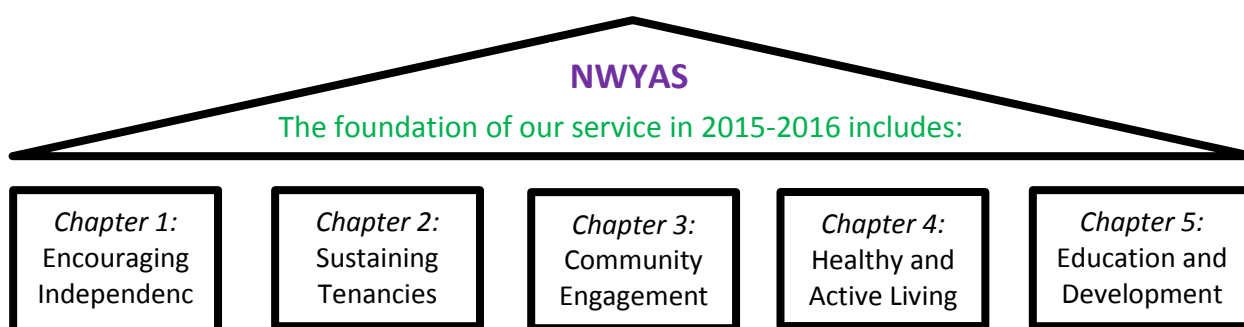 NWYAS
The foundation of our service in 2015-2016 includes:
Chapter 1:
Encouraging
Independenc
Chapter 2:
Sustaining
Tenancies
Chapter 3:
Community
Engagement
Chapter 4:
Healthy and
Active Living
Chapter 5:
Education and
Development